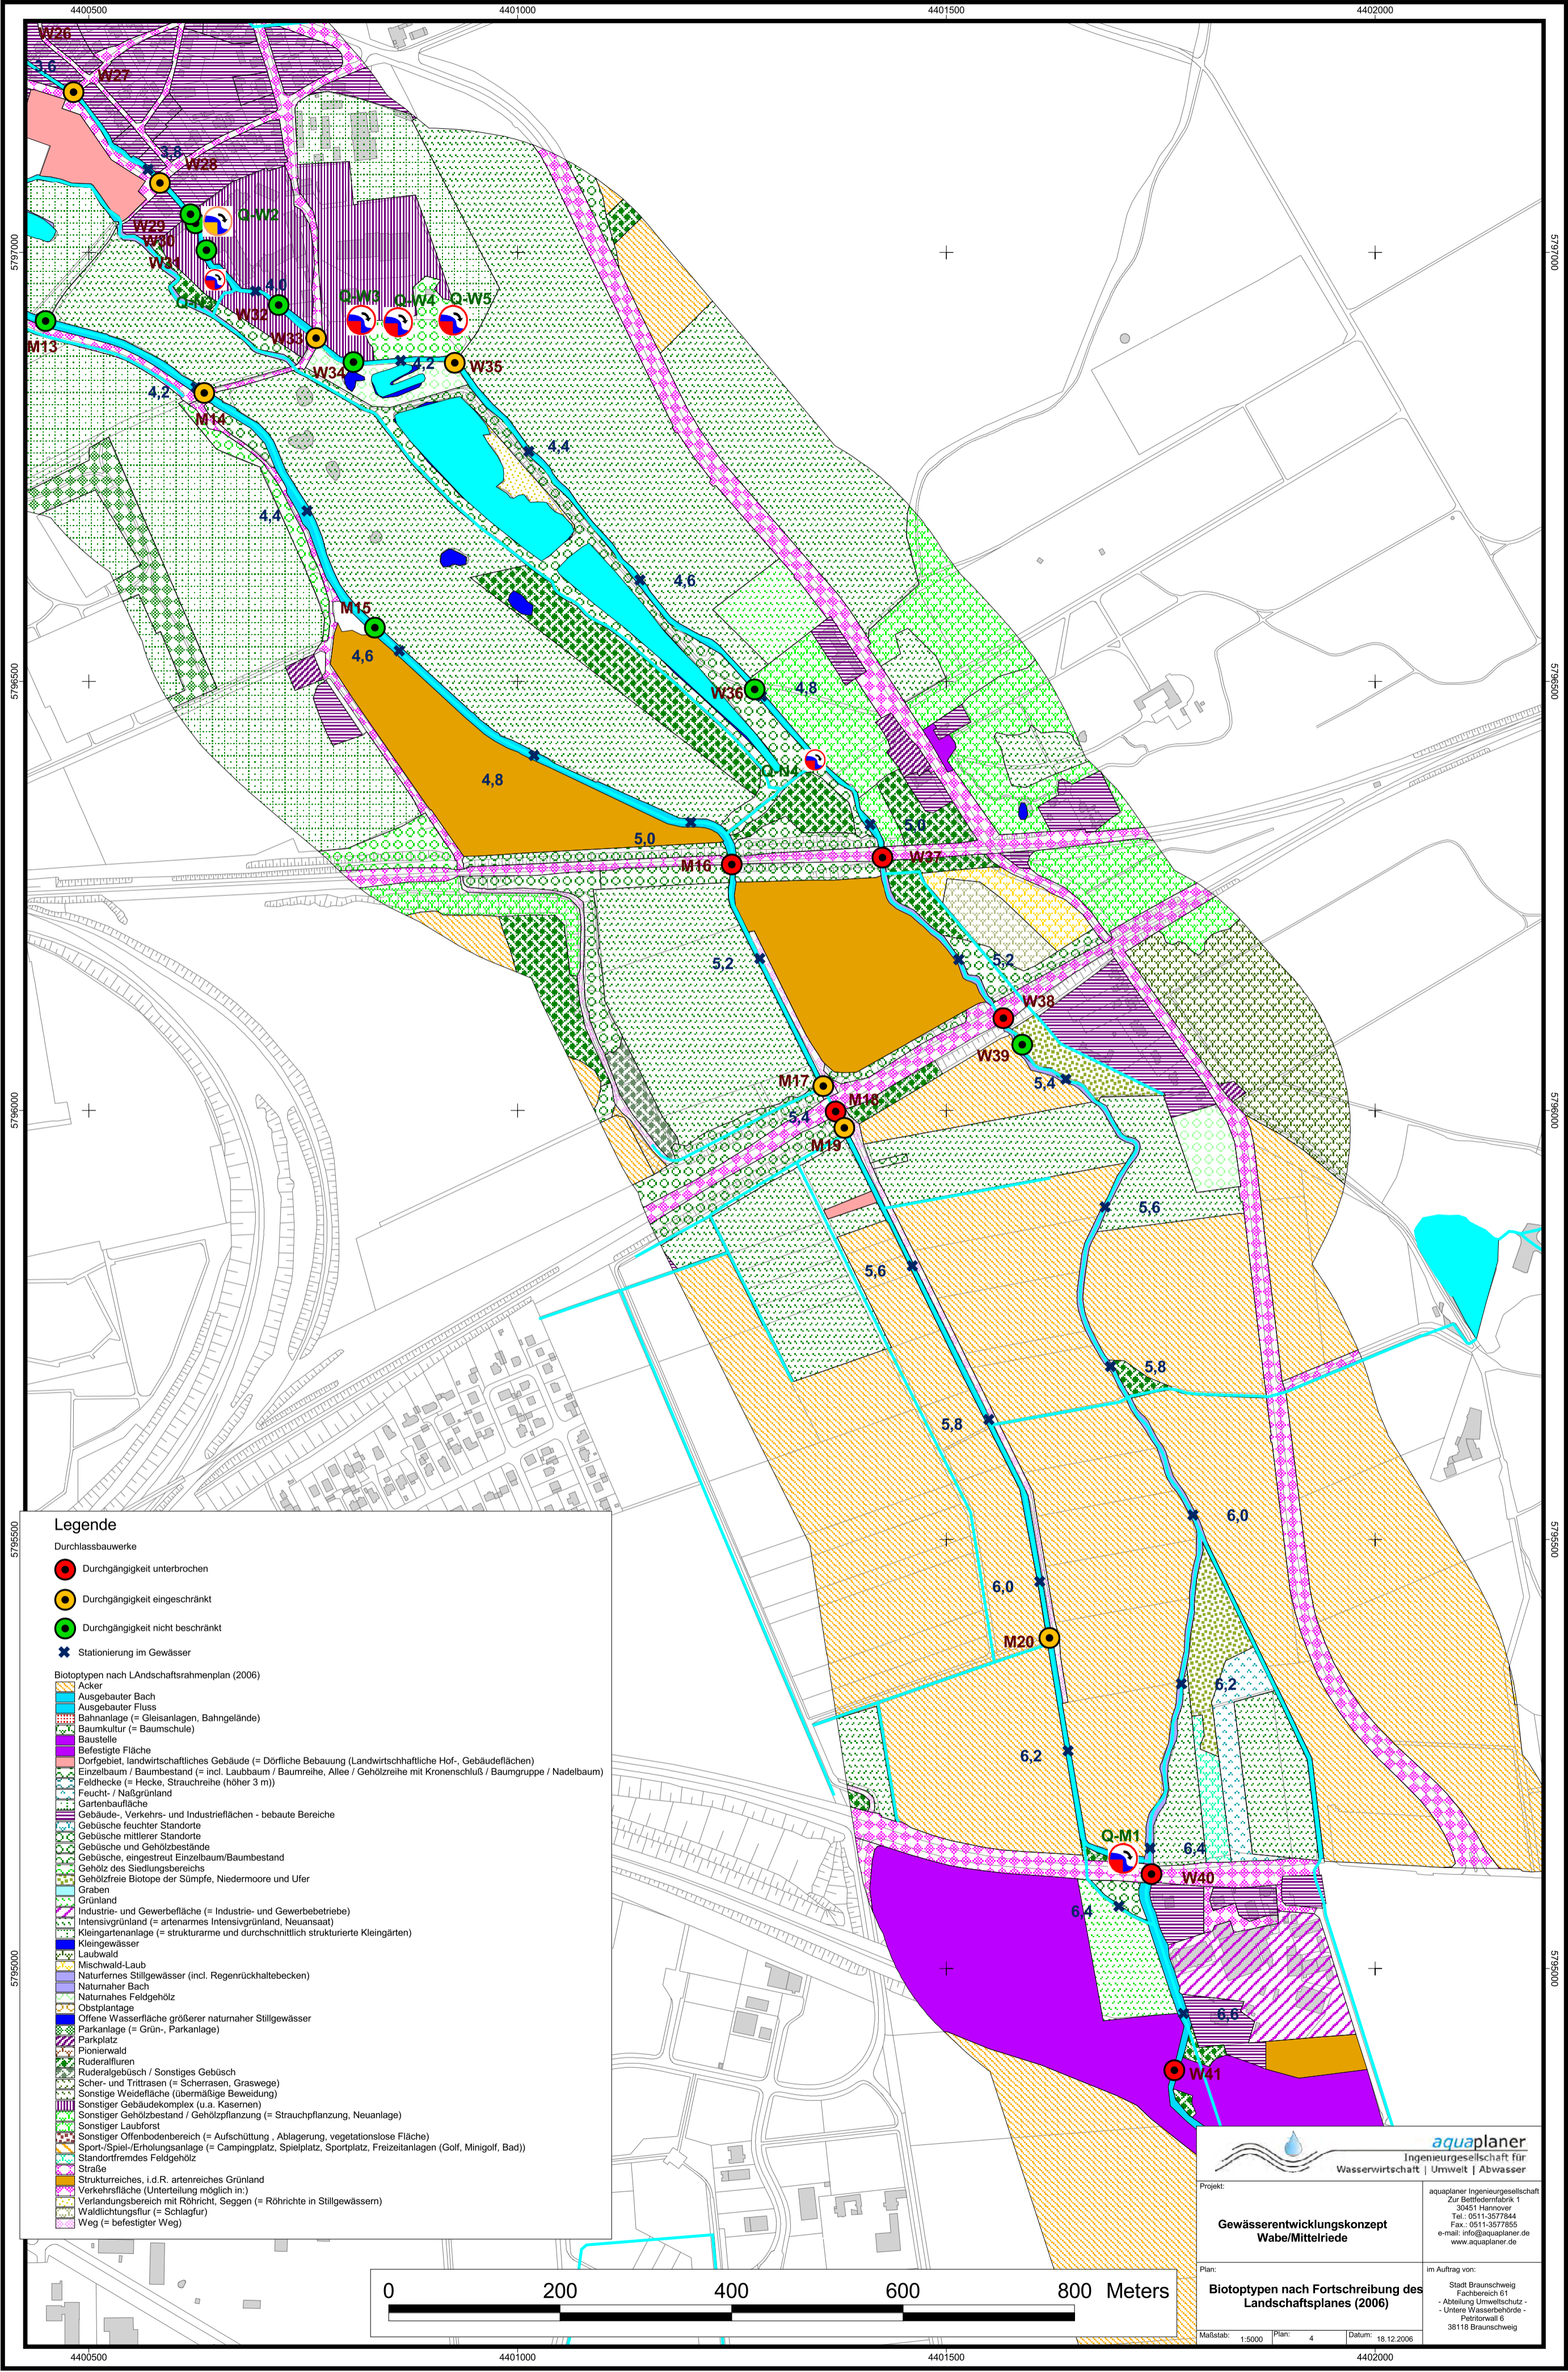 4400500 4401000 4401500 4402000
W26
3,6
W27
3,8
W28
Q-W2
W29
W30
5797000 5797000
W31
4,0
Q-N3
W32
Q-W3 Q-W4 Q-W5
M13
W33
W34
4,2
W35
4,2
M14
4,4
4,4
4,6
M15
4,6
5796500 5796500
W36
4,8
Q-N4
4,8
5,0
5,0
M16
W37
5,2
5,2
W38
W39
M17
5,4
M18
5,4
5796000 5796000
M19
5,6
5,6
5,8
5,8
6,0
5795500 5795500
6,0
M20
6,2
6,2
Q-M1
6,4
W40
6,4
5795000 5795000
6,6
W41
Legende
Durchlassbauwerke
Durchgängigkeit unterbrochen
Durchgängigkeit eingeschränkt
Durchgängigkeit nicht beschränkt
Stationierung im Gewässer
Biotoptypen nach LAndschaftsrahmenplan (2006)
Acker
Ausgebauter Bach
Ausgebauter Fluss
Bahnanlage (= Gleisanlagen, Bahngelände)
Baumkultur (= Baumschule)
Baustelle
Befestigte Fläche
Dorfgebiet, landwirtschaftliches Gebäude (= Dörfliche Bebauung (Landwirtschhaftliche Hof-, Gebäudeflächen)
Einzelbaum / Baumbestand (= incl. Laubbaum / Baumreihe, Allee / Gehölzreihe mit Kronenschluß / Baumgruppe / Nadelbaum)
Feldhecke (= Hecke, Strauchreihe (höher 3 m))
Feucht- / Naßgrünland
Gartenbaufläche
Gebäude-, Verkehrs- und Industrieflächen - bebaute Bereiche
Gebüsche feuchter Standorte
Gebüsche mittlerer Standorte
Gebüsche und Gehölzbestände
Gebüsche, eingestreut Einzelbaum/Baumbestand
Gehölz des Siedlungsbereichs
Gehölzfreie Biotope der Sümpfe, Niedermoore und Ufer
Graben
Grünland
Industrie- und Gewerbefläche (= Industrie- und Gewerbebetriebe)
Intensivgrünland (= artenarmes Intensivgrünland, Neuansaat)
Kleingartenanlage (= strukturarme und durchschnittlich strukturierte Kleingärten)
Kleingewässer
Laubwald
Mischwald-Laub
Naturfernes Stillgewässer (incl. Regenrückhaltebecken)
Naturnaher Bach
Naturnahes Feldgehölz
Obstplantage
Offene Wasserfläche größerer naturnaher Stillgewässer
Parkanlage (= Grün-, Parkanlage)
Parkplatz
Pionierwald
Ruderalfluren
Ruderalgebüsch / Sonstiges Gebüsch
Scher- und Trittrasen (= Scherrasen, Graswege)
Sonstige Weidefläche (übermäßige Beweidung)
Sonstiger Gebäudekomplex (u.a. Kasernen)
Sonstiger Gehölzbestand / Gehölzpflanzung (= Strauchpflanzung, Neuanlage)
Sonstiger Laubforst
Sonstiger Offenbodenbereich (= Aufschüttung , Ablagerung, vegetationslose Fläche)
Sport-/Spiel-/Erholungsanlage (= Campingplatz, Spielplatz, Sportplatz, Freizeitanlagen (Golf, Minigolf, Bad))
Standortfremdes Feldgehölz
Straße
Strukturreiches, i.d.R. artenreiches Grünland
Verkehrsfläche (Unterteilung möglich in:)
Verlandungsbereich mit Röhricht, Seggen (= Röhrichte in Stillgewässern)
Waldlichtungsflur (= Schlagfur)
Weg (= befestigter Weg)
0 200 400 600 800 Meters
aquaplaner
Ingenieurgesellschaft für
Wasserwirtschaft | Umwelt | Abwasser
Projekt:
Gewässerentwicklungskonzept
Wabe/Mittelriede
aquaplaner Ingenieurgesellschaft
Zur Bettfedernfabrik 1
30451 Hannover
Tel.: 0511-3577844
Fax.: 0511-3577855
e-mail: info@aquaplaner.de
www.aquaplaner.de
Plan:
Biotoptypen nach Fortschreibung des
Landschaftsplanes (2006)
im Auftrag von:
Stadt Braunschweig
Fachbereich 61
- Abteilung Umweltschutz -
- Untere Wasserbehörde -
Petritorwall 6
38118 Braunschweig
Maßstab: 1:5000 Plan: 4 Datum: 18.12.2006
4400500 4401000 4401500 4402000